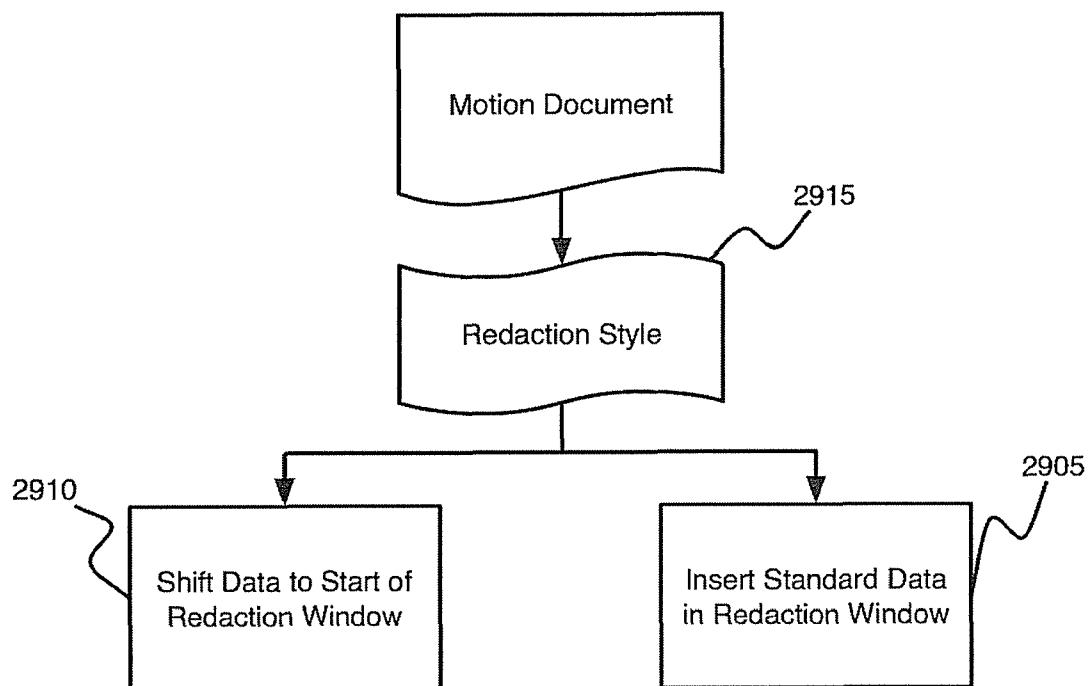 Motion Document
2915
Redaction Style
2910
2905
Shift Data to Start of
Redaction Window
Insert Standard Data
in Redaction Window